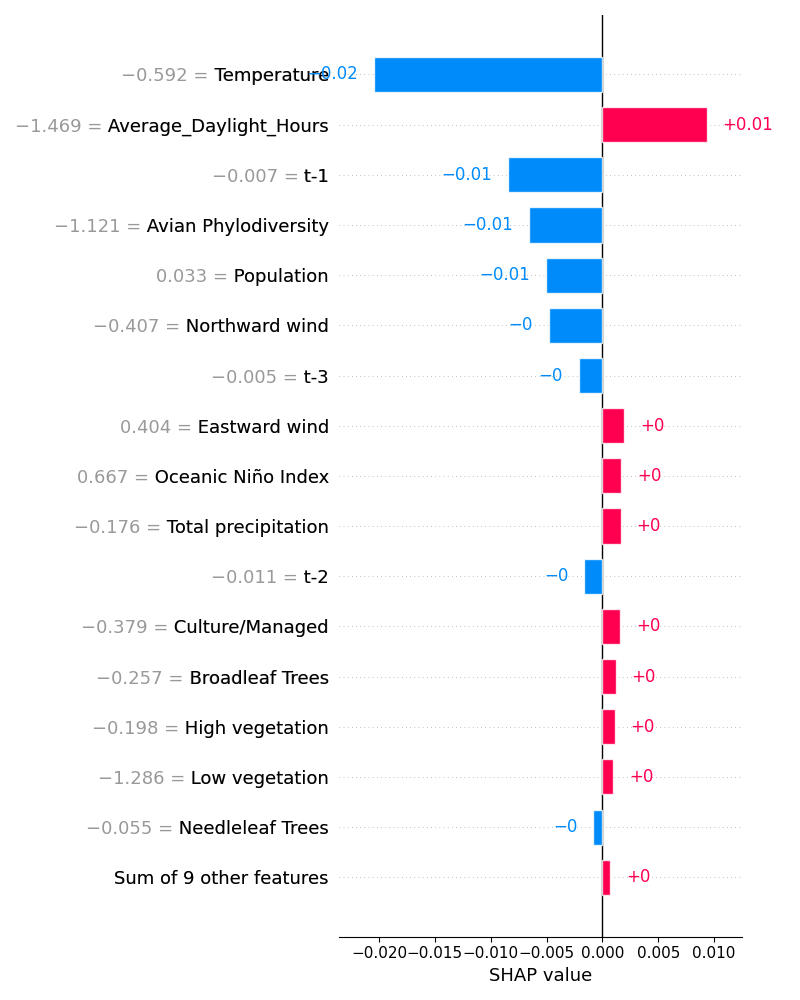 −0.592 = Temperature −0.02
−1.469 = Average_Daylight_Hours +0.01
−0.007 = t-1 −0.01
−1.121 = Avian Phylodiversity −0.01
0.033 = Population −0.01
−0.407 = Northward wind −0
−0.005 = t-3 −0
0.404 = Eastward wind +0
0.667 = Oceanic Niño Index +0
−0.176 = Total precipitation +0
−0.011 = t-2 −0
−0.379 = Culture/Managed +0
−0.257 = Broadleaf Trees +0
−0.198 = High vegetation +0
−1.286 = Low vegetation +0
−0.055 = Needleleaf Trees −0
Sum of 9 other features +0
−0.020 −0.015 −0.010 −0.005 0.000 0.005 0.010
SHAP value